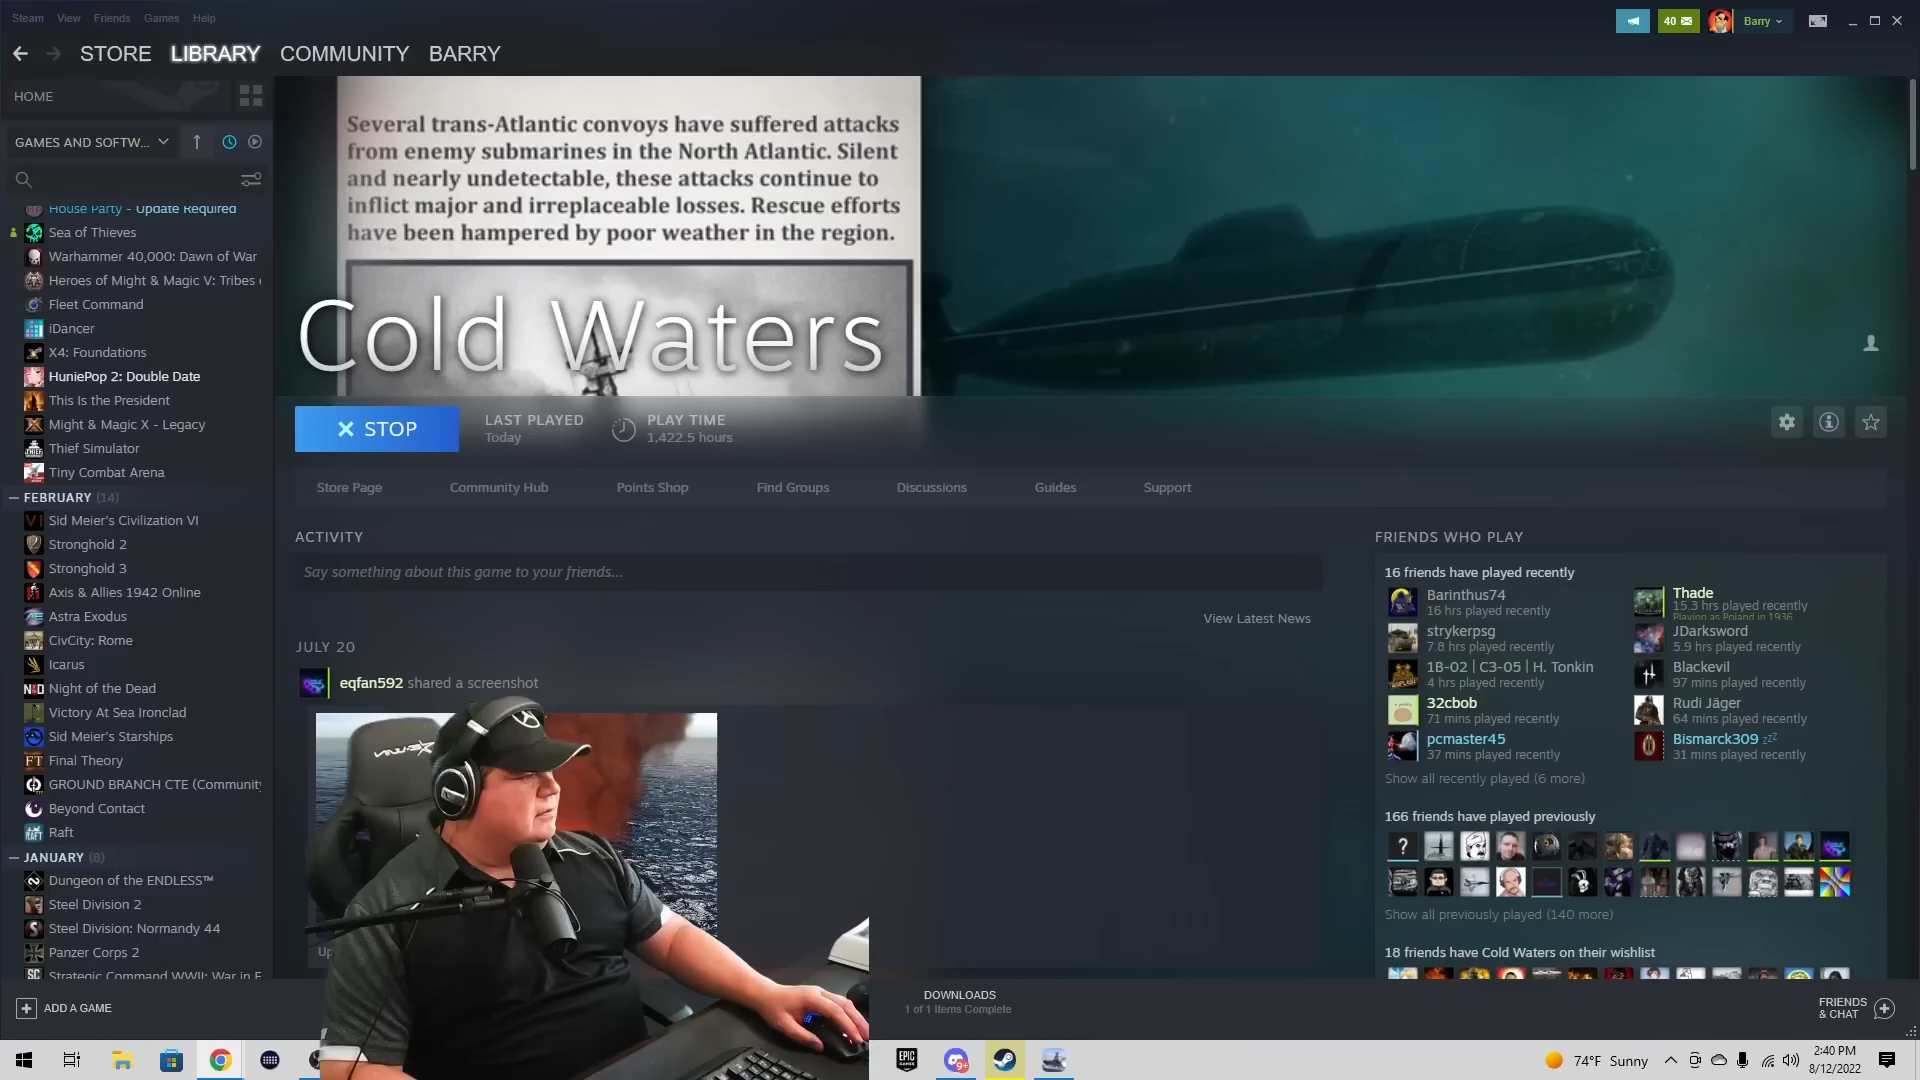 Steam View Friends Games Help
40
Barry
STORE LIBRARY COMMUNITY BARRY
HOME
GAMES AND SOFTW...
House Party - Update Required
Sea of Thieves
Warhammer 40,000: Dawn of War
Heroes of Might & Magic V: Tribes
Fleet Command
iDancer
X4: Foundations
HuniePop 2: Double Date
This Is the President
Might & Magic X - Legacy
Thief Simulator
Tiny Combat Arena
FEBRUARY (14)
Sid Meier's Civilization VI
Stronghold 2
Stronghold 3
Axis & Allies 1942 Online
Astra Exodus
CivCity: Rome
Icarus
Night of the Dead
Victory At Sea Ironclad
Sid Meier's Starships
Final Theory
GROUND BRANCH CTE (Community
Beyond Contact
Raft
JANUARY (8)
Dungeon of the ENDLESS™
Steel Division 2
Steel Division: Normandy 44
Panzer Corps 2
Strategic Command WWII: War in E
ADD A GAME
Several trans-Atlantic convoys have suffered attacks
from enemy submarines in the North Atlantic. Silent
and nearly undetectable, these attacks continue to
inflict major and irreplaceable losses. Rescue efforts
have been hampered by poor weather in the region.
Cold Waters
STOP
LAST PLAYED
Today
PLAY TIME
1,422.5 hours
Store Page Community Hub Points Shop Find Groups Discussions Guides Support
ACTIVITY
Say something about this game to your friends...
View Latest News
JULY 20
eqfan592 shared a screenshot
Up
FRIENDS WHO PLAY
16 friends have played recently
Barinthus74
16 hrs played recently
Thade
15.3 hrs played recently
Playing as Poland in 1936
strykerpsg
7.8 hrs played recently
JDarksword
5.9 hrs played recently
1B-02 | C3-05 | H. Tonkin
4 hrs played recently
Blackevil
97 mins played recently
32cbob
71 mins played recently
Rudi Jäger
64 mins played recently
pcmaster45
37 mins played recently
Bismarck309 zzZ
31 mins played recently
Show all recently played (6 more)
166 friends have played previously
Show all previously played (140 more)
18 friends have Cold Waters on their wishlist
DOWNLOADS
1 of 1 Items Complete
FRIENDS
& CHAT
EPIC
GAMES
9+
74°F Sunny
2:40 PM
8/12/2022